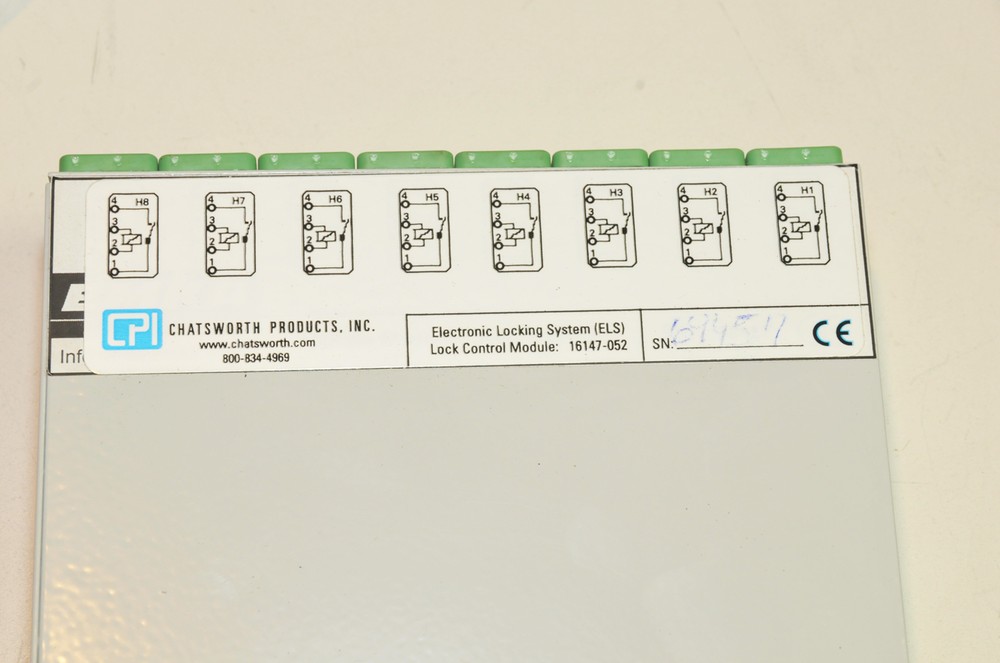 H8 H7 H6 H5 H4 H3 H2 H1
4 4 4 4 4 4 4 4
3 3 3 3 3 3 3 3
2 2 2 2 2 2 2 2
1 1 1 1 1 1 1 1
CPI
CHATSWORTH PRODUCTS, INC.
www.chatsworth.com
800-834-4969
Electronic Locking System (ELS)
Lock Control Module: 16147-052
SN:
CE
Inf